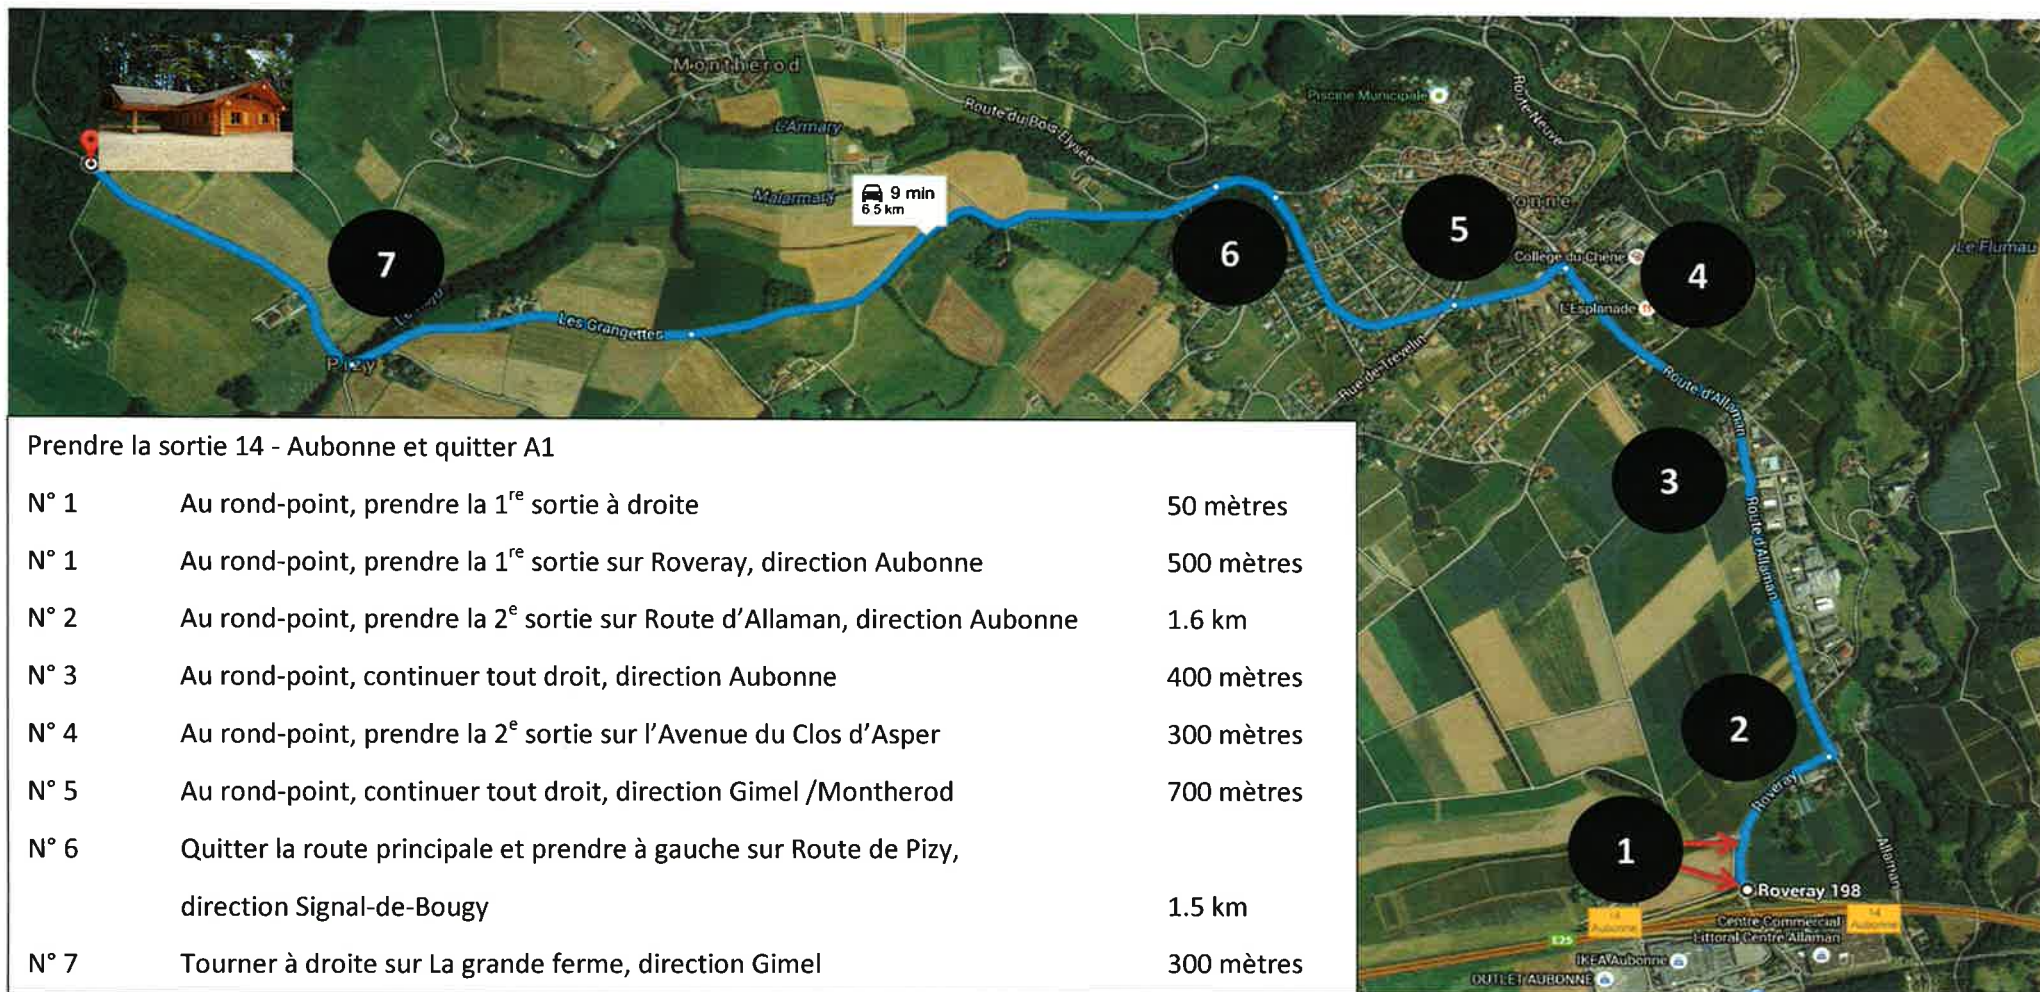 Montherod
Piscine Municipale
Route Neuve
Route du Bois Elysée
L'Armary
Malarmary
9 min
6.5 km
5
onne
Collège du Chêne
4
Le Flumau
6
7
L'Esplanade
Les Grangettes
Pizy
Rue de Trévelin
Route d'Allaman
3
Route d'Allaman
2
Roveray
1
Allaman
Roveray 198
14
Aubonne
14
Aubonne
Centre Commercial
Littoral Centre Allaman
E25
IKEA Aubonne
OUTLET AUBONNE
Prendre la sortie 14 - Aubonne et quitter A1
N° 1 Au rond-point, prendre la 1re sortie à droite 50 mètres
N° 1 Au rond-point, prendre la 1re sortie sur Roveray, direction Aubonne 500 mètres
N° 2 Au rond-point, prendre la 2e sortie sur Route d’Allaman, direction Aubonne 1.6 km
N° 3 Au rond-point, continuer tout droit, direction Aubonne 400 mètres
N° 4 Au rond-point, prendre la 2e sortie sur l’Avenue du Clos d’Asper 300 mètres
N° 5 Au rond-point, continuer tout droit, direction Gimel /Montherod 700 mètres
N° 6 Quitter la route principale et prendre à gauche sur Route de Pizy,
direction Signal-de-Bougy 1.5 km
N° 7 Tourner à droite sur La grande ferme, direction Gimel 300 mètres